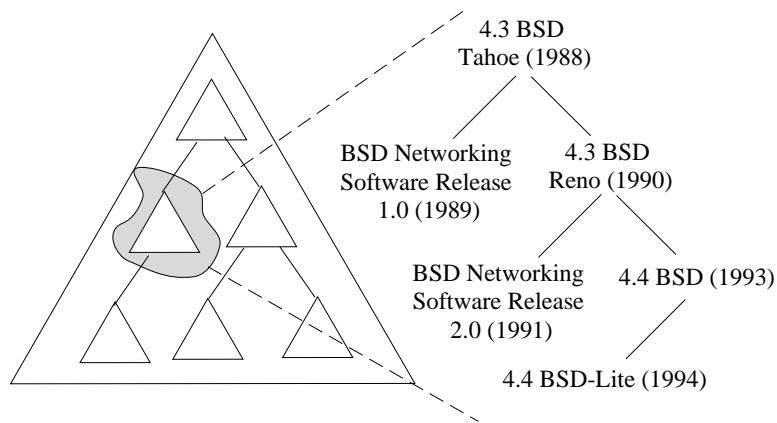 4.3 BSD
Tahoe (1988)
BSD Networking
Software Release
1.0 (1989)
4.3 BSD
Reno (1990)
BSD Networking
Software Release
2.0 (1991)
4.4 BSD (1993)
4.4 BSD-Lite (1994)